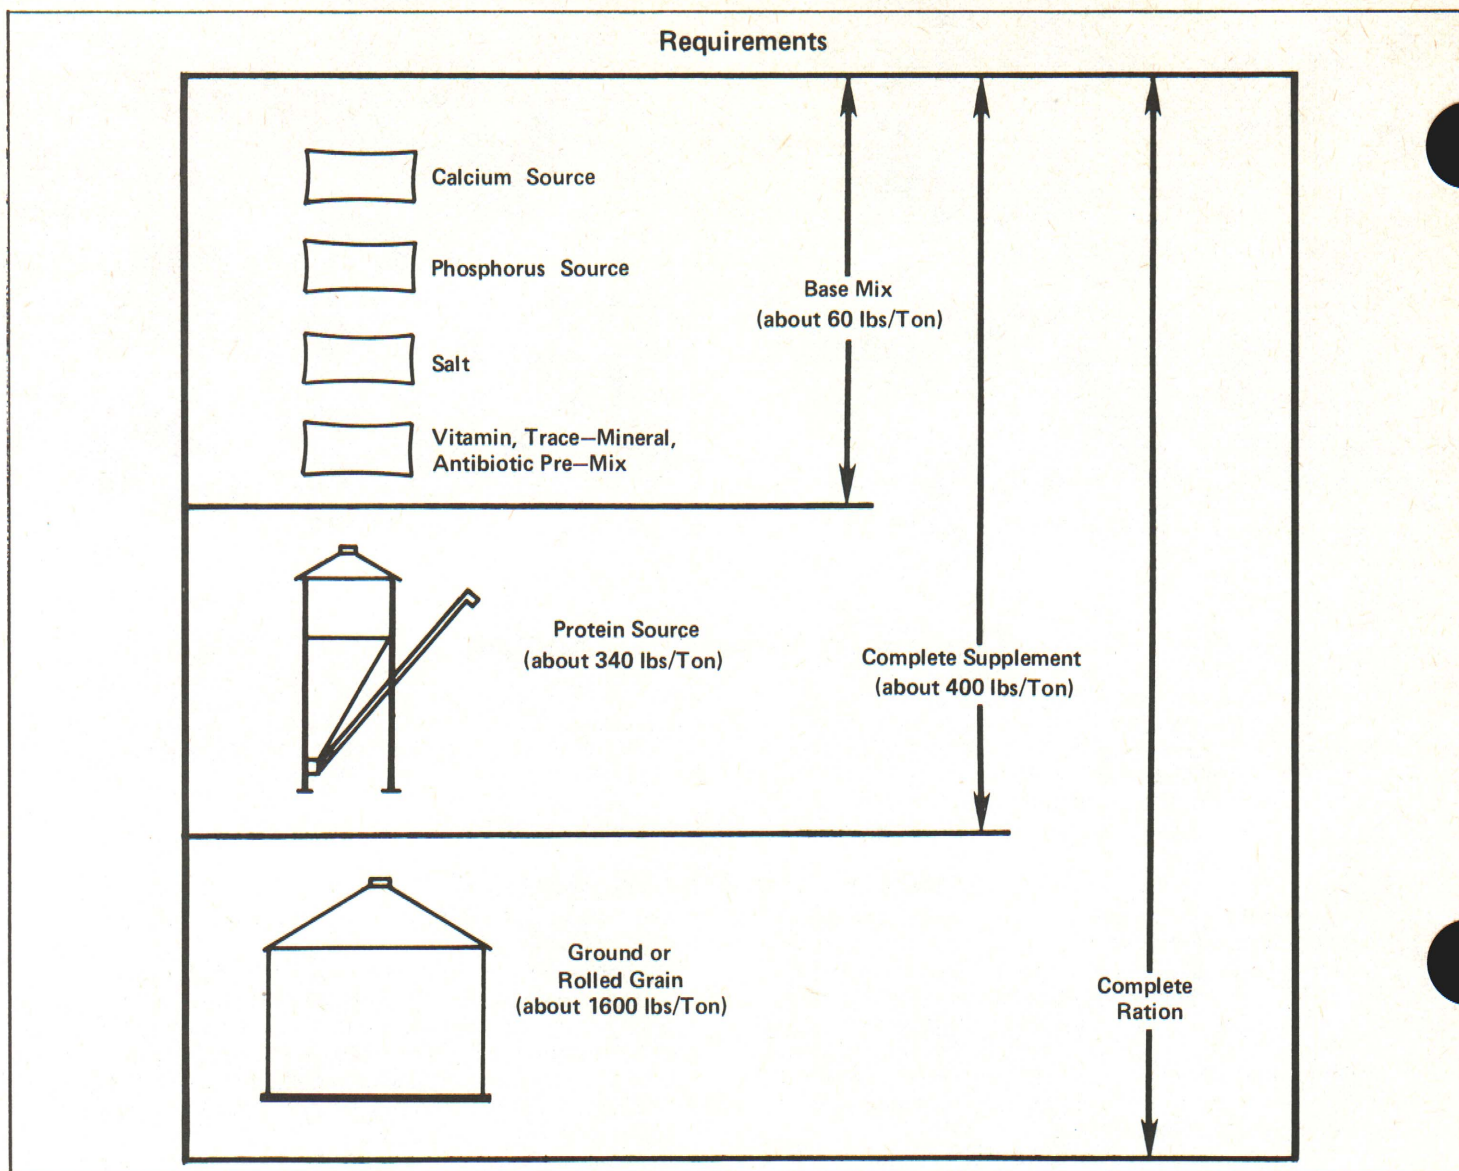 Requirements
Calcium Source
Phosphorus Source
Salt
Vitamin, Trace—Mineral,
Antibiotic Pre—Mix
Base Mix
(about 60 lbs/Ton)
Protein Source
(about 340 lbs/Ton)
Complete Supplement
(about 400 lbs/Ton)
Ground or
Rolled Grain
(about 1600 lbs/Ton)
Complete
Ration